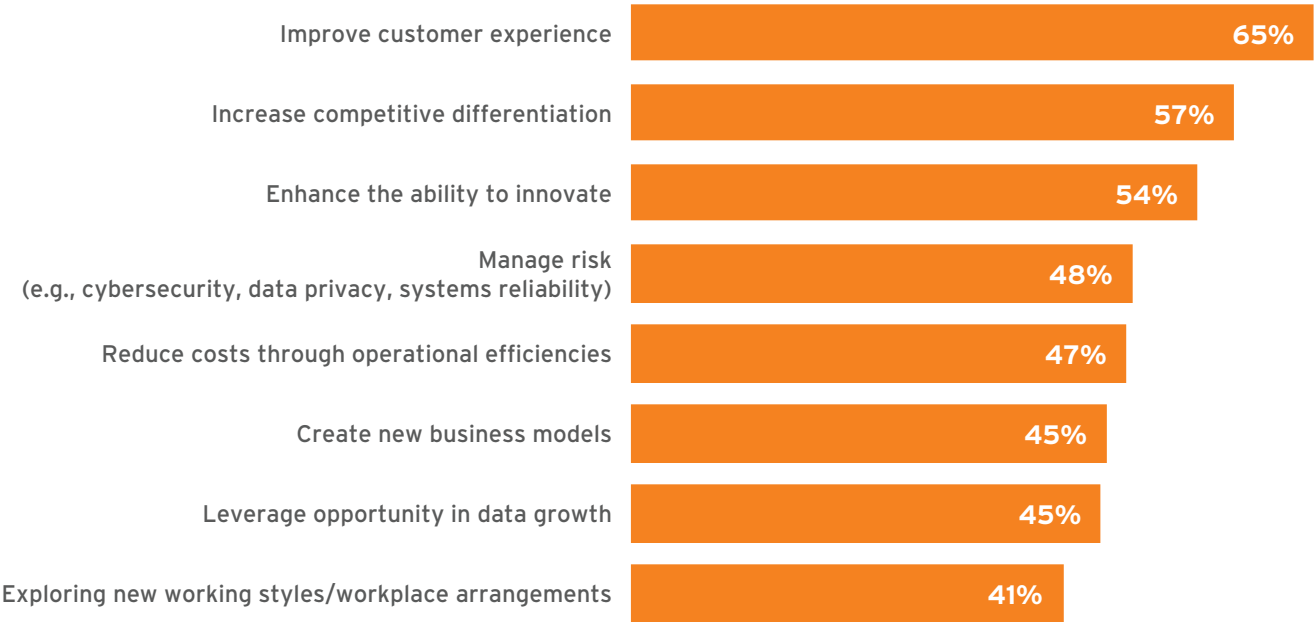 Improve customer experience 65%
Increase competitive differentiation 57%
Enhance the ability to innovate 54%
Manage risk
(e.g., cybersecurity, data privacy, systems reliability) 48%
Reduce costs through operational efficiencies 47%
Create new business models 45%
Leverage opportunity in data growth 45%
Exploring new working styles/workplace arrangements 41%